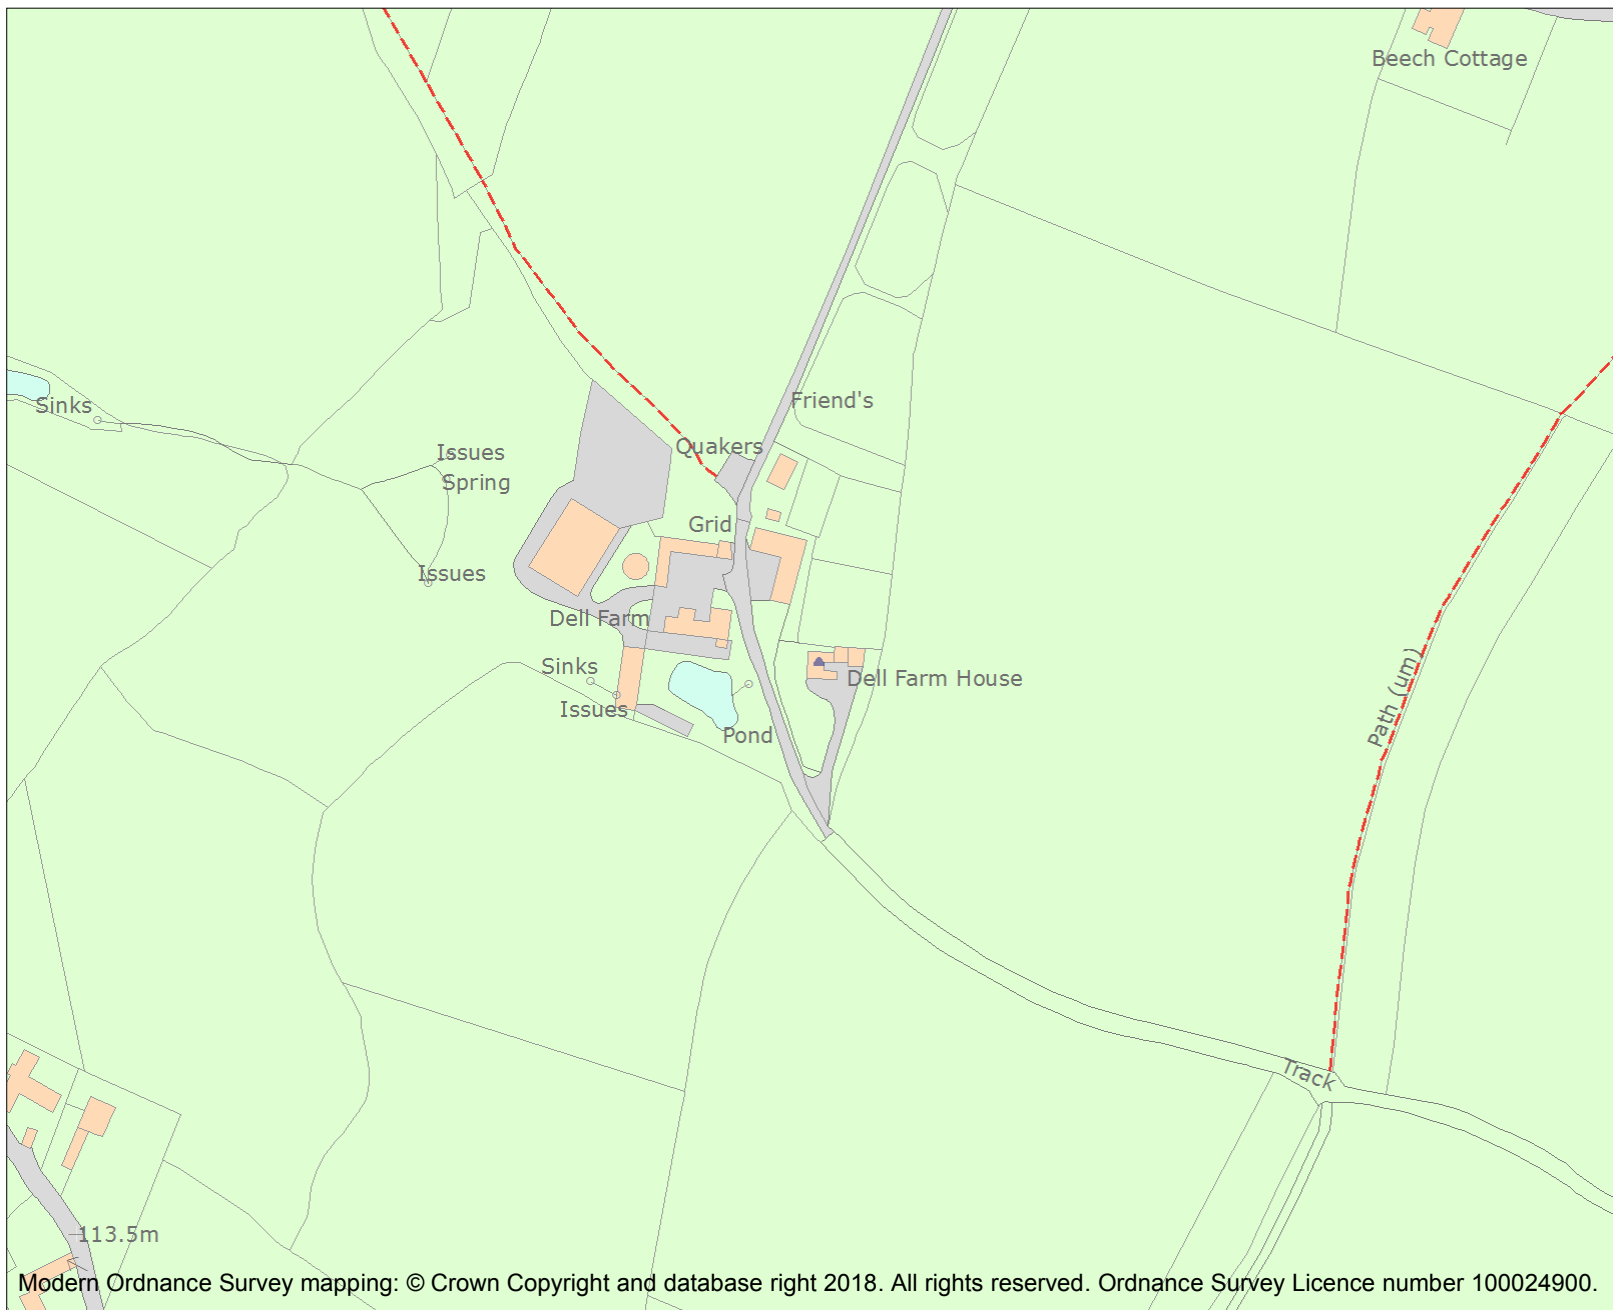 Beech Cottage
Friend's
Sinks
Quakers
Issues
Spring
Grid
Issues
Dell Farm
Sinks
Dell Farm House
Issues
Pond
Path (um)
Track
113.5m
Modern Ordnance Survey mapping: © Crown Copyright and database right 2018. All rights reserved. Ordnance Survey Licence number 100024900.